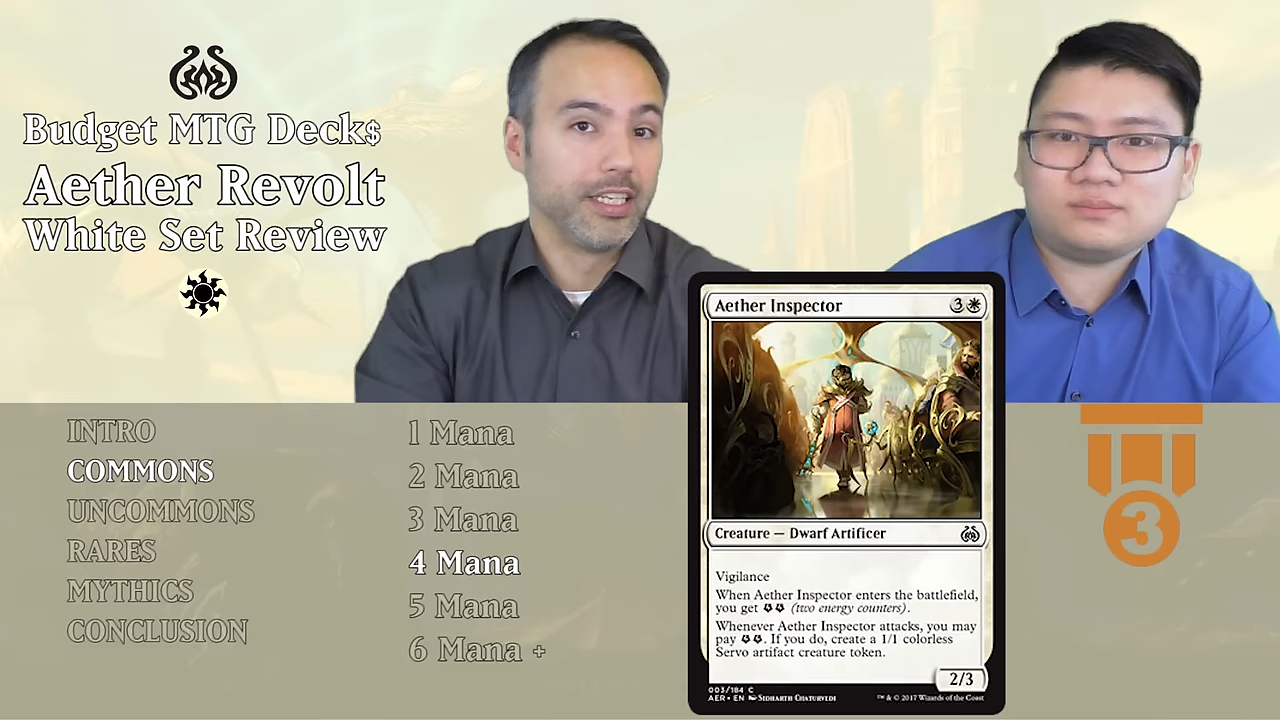 Budget MTG Deck$
Aether Revolt
White Set Review
INTRO
COMMONS
UNCOMMONS
RARES
MYTHICS
CONCLUSION
1 Mana
2 Mana
3 Mana
4 Mana
5 Mana
6 Mana +
Aether Inspector 3
Creature — Dwarf Artificer
Vigilance
When Aether Inspector enters the battlefield,
you get (two energy counters).
Whenever Aether Inspector attacks, you may
pay . If you do, create a 1/1 colorless
Servo artifact creature token.
2/3
003/184 C
AER • EN Sidharth Chaturvedi
™ & © 2017 Wizards of the Coast
3